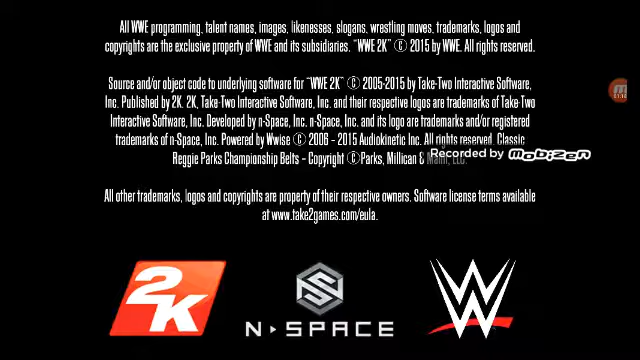 All WWE programming, talent names, images, likenesses, slogans, wrestling moves, trademarks, logos and
copyrights are the exclusive property of WWE and its subsidiaries. "WWE 2K" © 2015 by WWE. All rights reserved.
Source and/or object code to underlying software for "WWE 2K" © 2005-2015 by Take-Two Interactive Software,
Inc. Published by 2K. 2K, Take-Two Interactive Software, Inc. and their respective logos are trademarks of Take-Two
Interactive Software, Inc. Developed by n-Space, Inc. n-Space, Inc. and its logo are trademarks and/or registered
trademarks of n-Space, Inc. Powered by Wwise © 2006 - 2015 Audiokinetic Inc. All rights reserved. Classic
Reggie Parks Championship Belts - Copyright ©Parks, Millican &
Recorded by MOBIZEN
All other trademarks, logos and copyrights are property of their respective owners. Software license terms available
at www.take2games.com/eula.
2K
N-SPACE
W